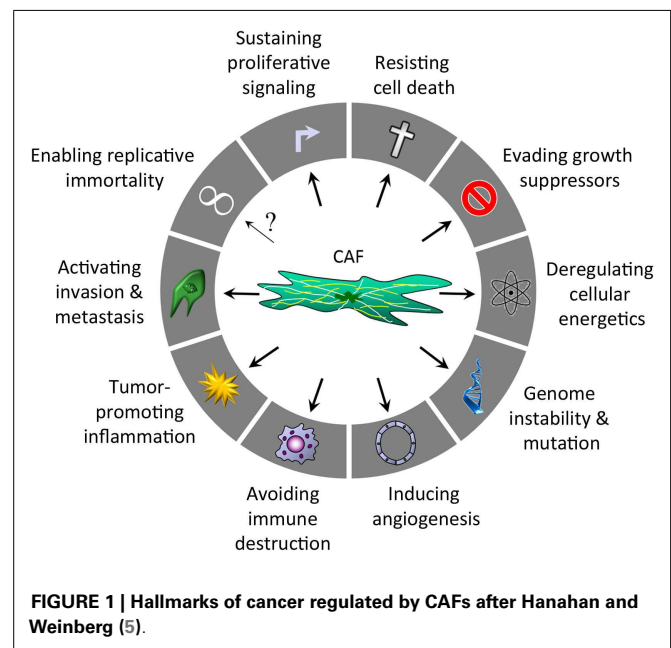 Sustaining
proliferative
signaling
Resisting
cell death
Enabling replicative
immortality
Evading growth
suppressors
?
CAF
Activating
invasion &
metastasis
Deregulating
cellular
energetics
Tumor-
promoting
inflammation
Genome
instability &
mutation
Avoiding
immune
destruction
Inducing
angiogenesis
FIGURE 1 | Hallmarks of cancer regulated by CAFs after Hanahan and
Weinberg (5).